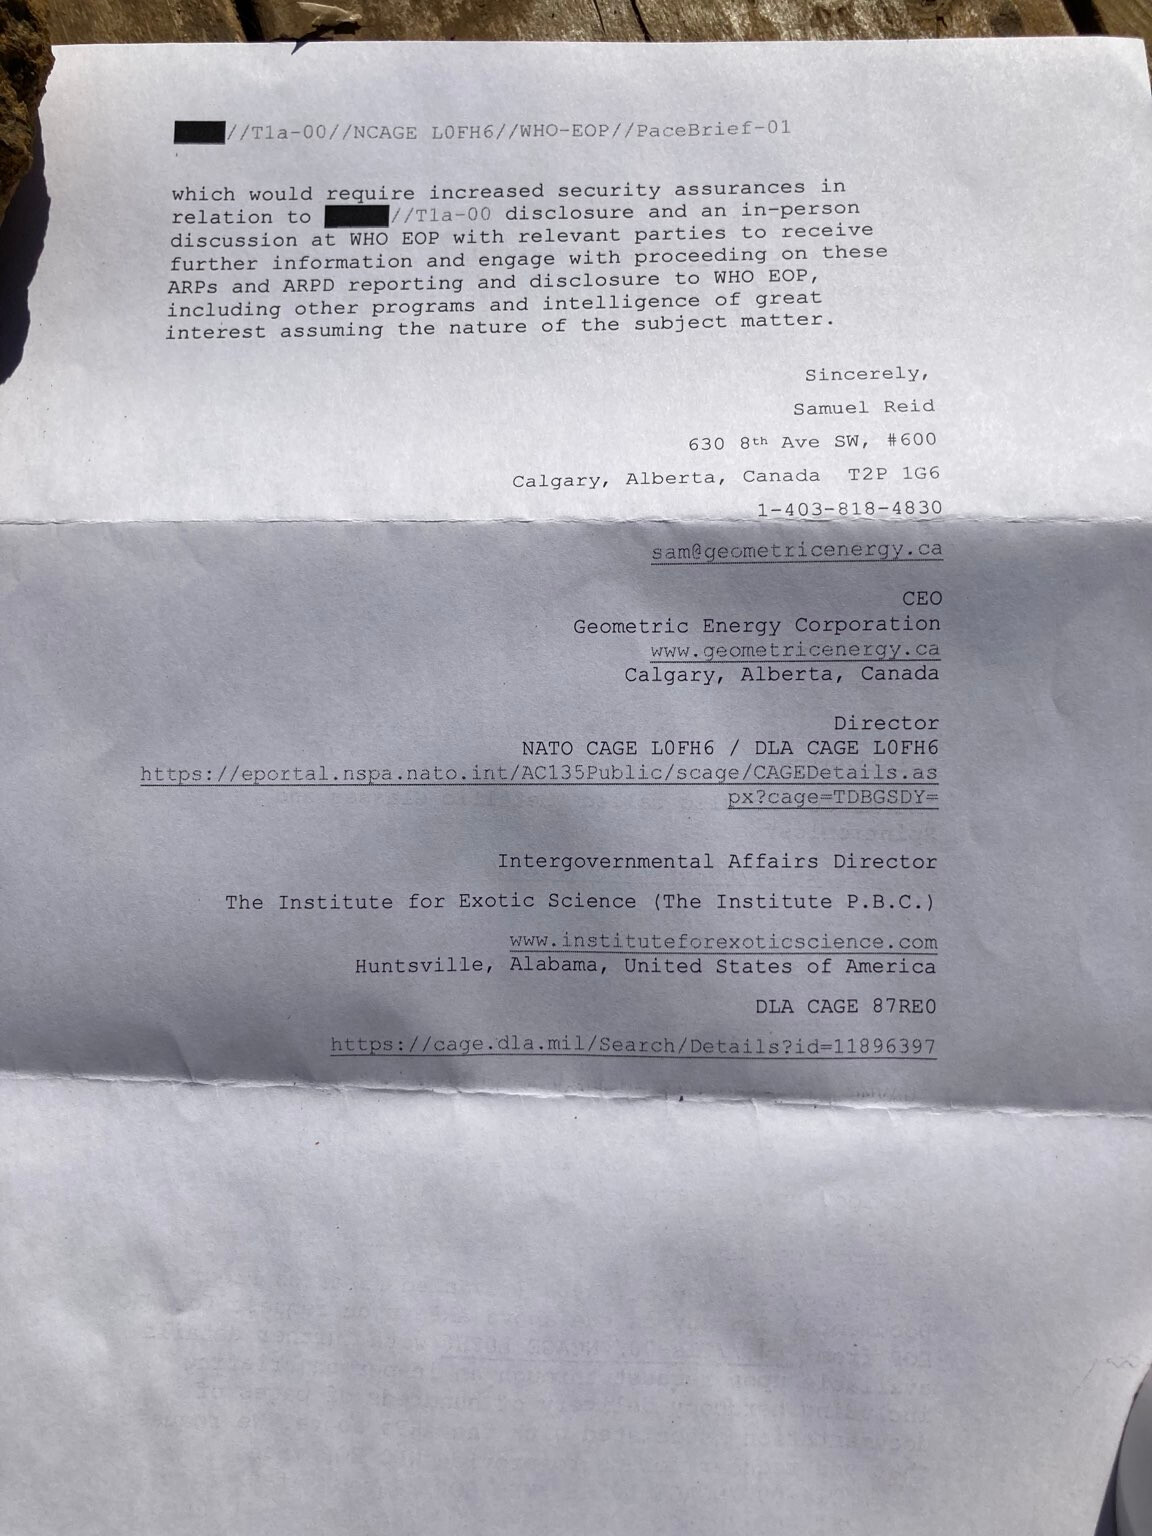 //T1a-00//NCAGE L0FH6//WHO-EOP//PaceBrief-01
which would require increased security assurances in
relation to //T1a-00 disclosure and an in-person
discussion at WHO EOP with relevant parties to receive
further information and engage with proceeding on these
ARPs and ARPD reporting and disclosure to WHO EOP,
including other programs and intelligence of great
interest assuming the nature of the subject matter.
Sincerely,
Samuel Reid
630 8th Ave SW, #600
Calgary, Alberta, Canada T2P 1G6
1-403-818-4830
sam@geometricenergy.ca
CEO
Geometric Energy Corporation
www.geometricenergy.ca
Calgary, Alberta, Canada
Director
NATO CAGE L0FH6 / DLA CAGE L0FH6
https://eportal.nspa.nato.int/AC135Public/scage/CAGEDetails.as
px?cage=TDBGSDY=
Intergovernmental Affairs Director
The Institute for Exotic Science (The Institute P.B.C.)
www.instituteforexoticscience.com
Huntsville, Alabama, United States of America
DLA CAGE 87RE0
https://cage.dla.mil/Search/Details?id=11896397